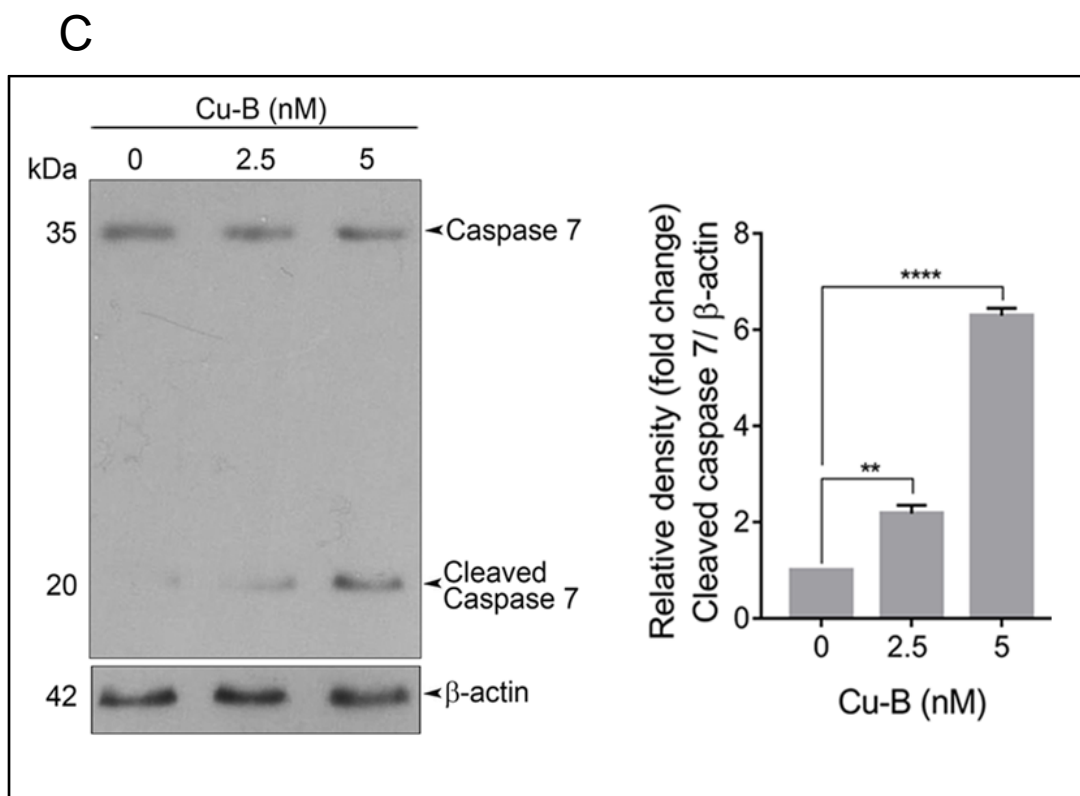 C
Cu-B (nM)
kDa
0 2.5 5
35
Caspase 7
20
Cleaved
Caspase 7
42
β-actin
Relative density (fold change)
Cleaved caspase 7/ β-actin
8
6
4
2
0
****
**
0 2.5 5
Cu-B (nM)